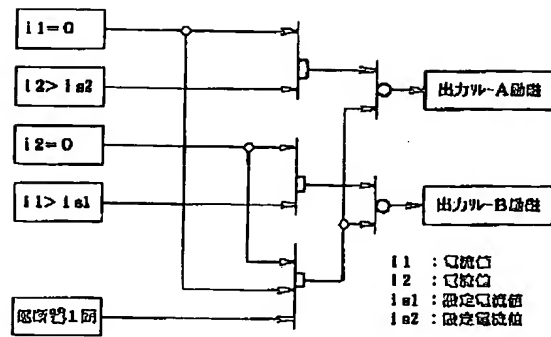 i1=0
i2>is2
i2=0
i1>is1
出力リレーA励磁
出力リレーB励磁
i1 : 電流値
i2 : 電流値
is1 : 設定電流値
is2 : 設定電流値